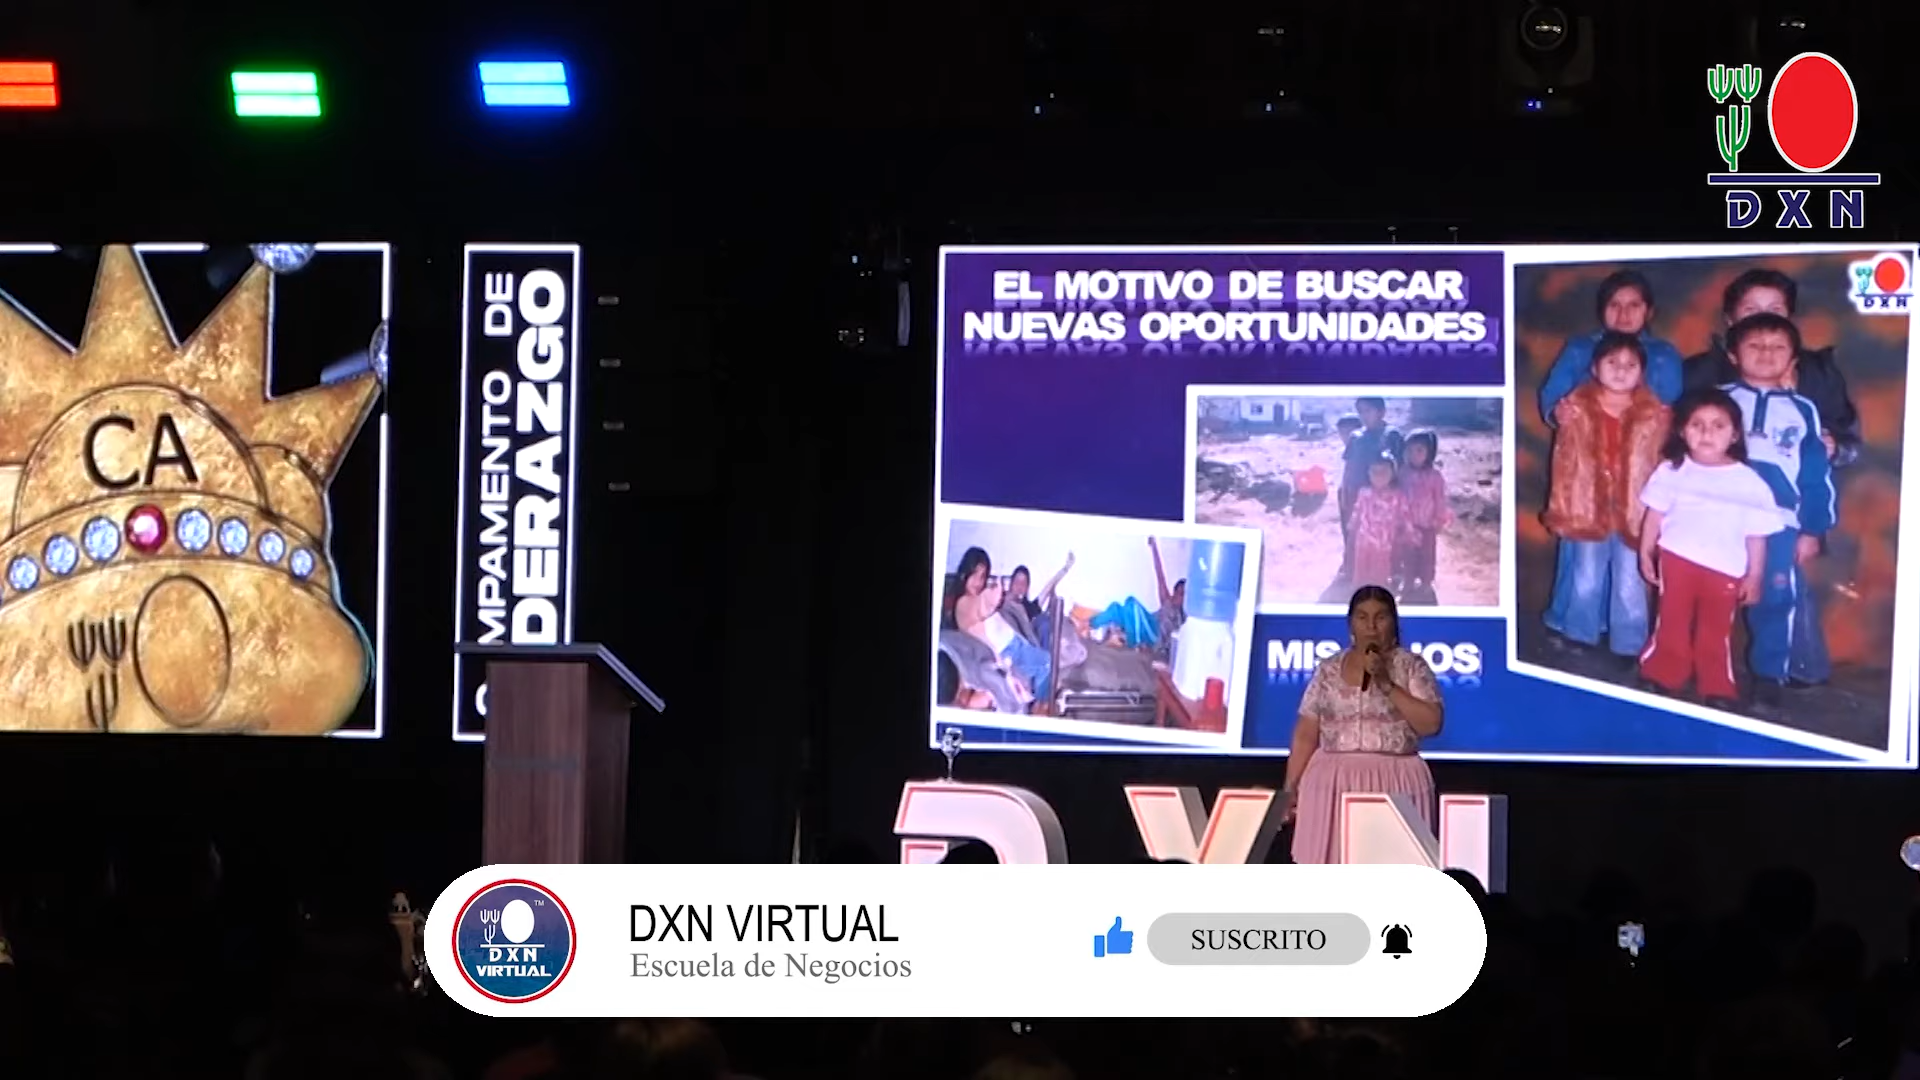 DXN
EL MOTIVO DE BUSCAR
NUEVAS OPORTUNIDADES
DXN
CA
MPAMENTO DE
DERAZGO
DXN
DXN
VIRTUAL
TM
DXN VIRTUAL
Escuela de Negocios
SUSCRITO